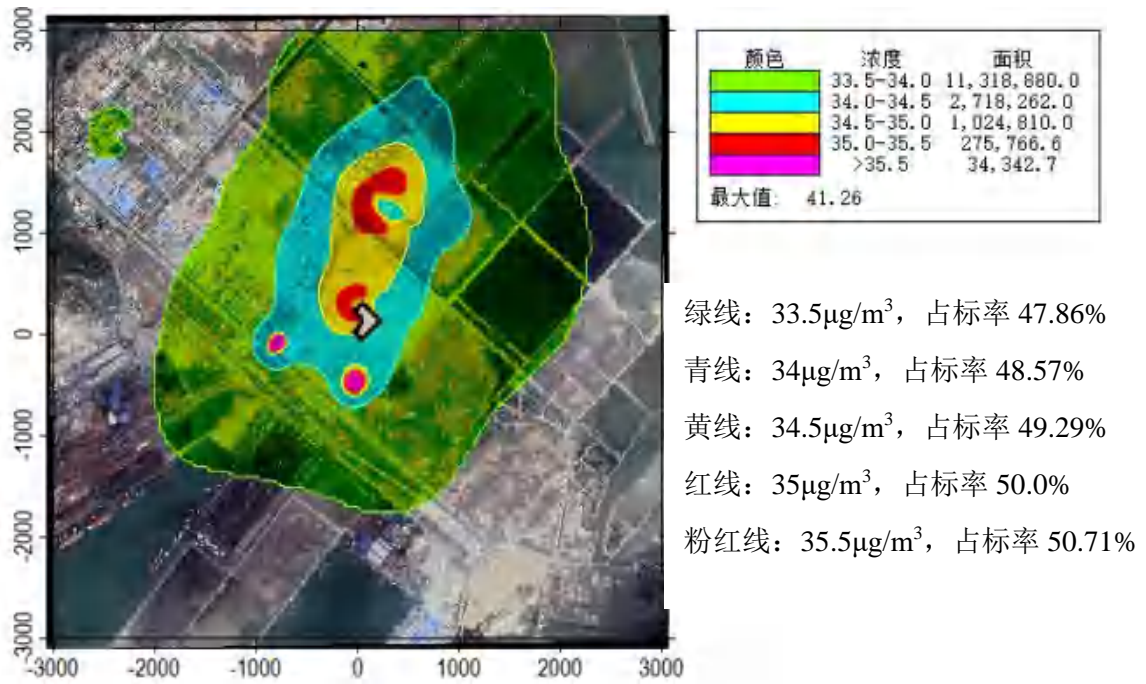 颜色 浓度 面积
33.5-34.0 11,318,880.0
34.0-34.5 2,718,262.0
34.5-35.0 1,024,810.0
35.0-35.5 275,766.6
>35.5 34,342.7
最大值: 41.26
绿线：33.5μg/m³，占标率 47.86%
青线：34μg/m³，占标率 48.57%
黄线：34.5μg/m³，占标率 49.29%
红线：35μg/m³，占标率 50.0%
粉红线：35.5μg/m³，占标率 50.71%
3000
2000
1000
0
-1000
-2000
-3000
-3000 -2000 -1000 0 1000 2000 3000